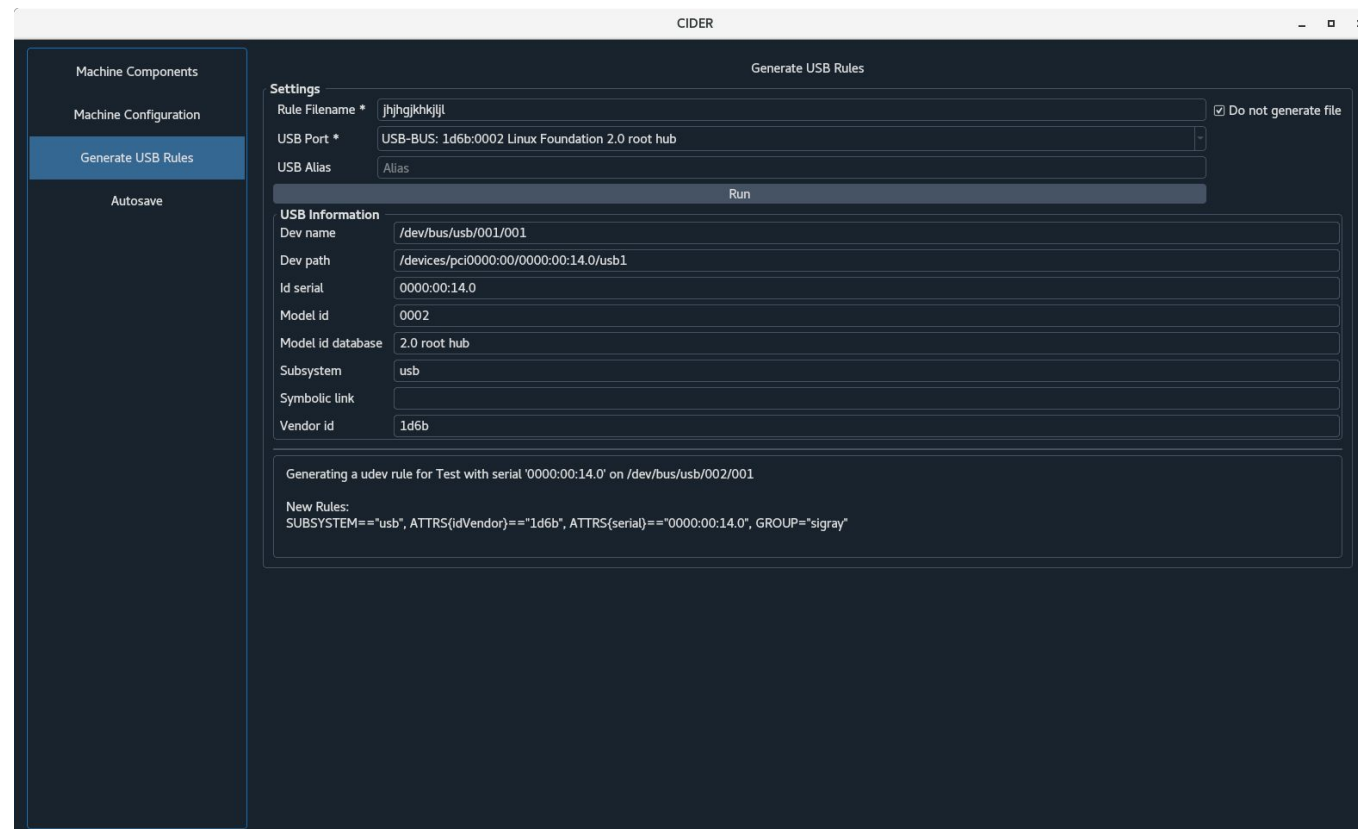 CIDER
Machine Components
Machine Configuration
Generate USB Rules
Autosave
Generate USB Rules
Settings
Rule Filename * jhjhgjkhkjljl Do not generate file
USB Port * USB-BUS: 1d6b:0002 Linux Foundation 2.0 root hub
USB Alias Alias
Run
USB Information
Dev name /dev/bus/usb/001/001
Dev path /devices/pci0000:00/0000:00:14.0/usb1
Id serial 0000:00:14.0
Model id 0002
Model id database 2.0 root hub
Subsystem usb
Symbolic link
Vendor id 1d6b
Generating a udev rule for Test with serial '0000:00:14.0' on /dev/bus/usb/002/001
New Rules:
SUBSYSTEM=="usb", ATTRS{idVendor}=="1d6b", ATTRS{serial}=="0000:00:14.0", GROUP="sigray"